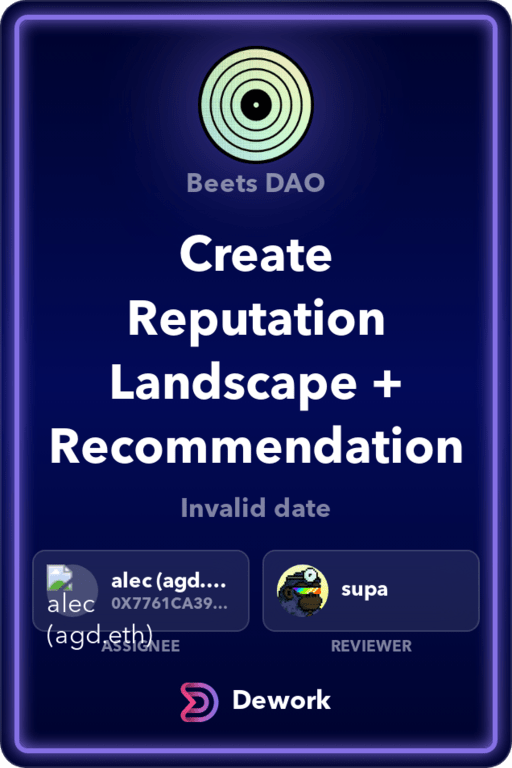 Beets DAO
Create
Reputation
Landscape +
Recommendation
Invalid date
alec (agd....
0X7761CA39...
alec
(agd.eth)
ASSIGNEE
supa
REVIEWER
Dework